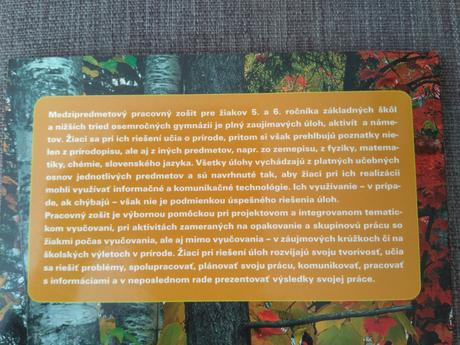 Medzipredmetový pracovný zošit pre žiakov 5. a 6. ročníka základných škôl
a nižších tried osemročných gymnázií je plný zaujímavých úloh, aktivít a náme-
tov. Žiaci sa pri ich riešení učia o prírode, pritom si však prehlbujú poznatky nie-
len z prírodopisu, ale aj z iných predmetov, napr. zo zemepisu, z fyziky, matema-
tiky, chémie, slovenského jazyka. Všetky úlohy vychádzajú z platných učebných
osnov jednotlivých predmetov a sú navrhnuté tak, aby žiaci pri ich realizácii
mohli využívať informačné a komunikačné technológie. Ich využívanie – v prípa-
de, ak chýbajú – však nie je podmienkou úspešného riešenia úloh.
Pracovný zošit je výbornou pomôckou pri projektovom a integrovanom tematic-
kom vyučovaní, pri aktivitách zameraných na opakovanie a skupinovú prácu so
žiakmi počas vyučovania, ale aj mimo vyučovania – v záujmových krúžkoch či na
školských výletoch v prírode. Žiaci pri riešení úloh rozvíjajú svoju tvorivosť, učia
sa riešiť problémy, spolupracovať, plánovať svoju prácu, komunikovať, pracovať
s informáciami a v neposlednom rade prezentovať výsledky svojej práce.